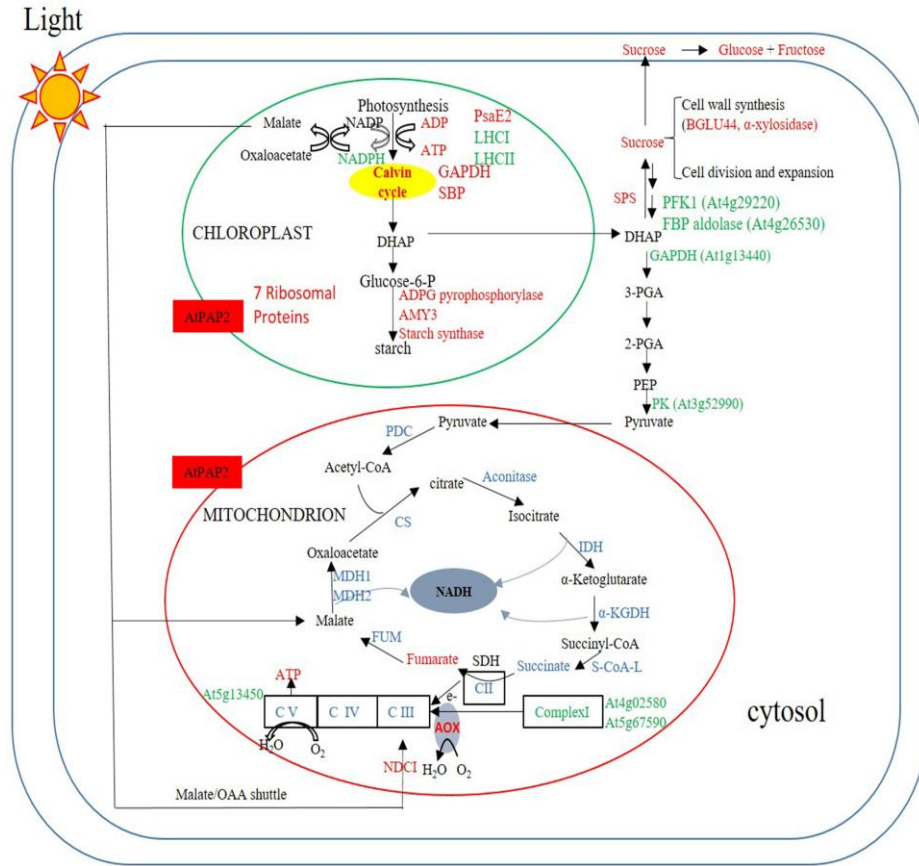 Light
Sucrose
Glucose + Fructose
Cell wall synthesis
(BGLU44, α-xylosidase)
Sucrose
Cell division and expansion
SPS
PFK1 (At4g29220)
FBP aldolase (At4g26530)
DHAP
GAPDH (At1g13440)
3-PGA
2-PGA
PEP
PK (At3g52990)
Pyruvate
Photosynthesis
Malate
NADP
ADP
PsaE2
LHCI
Oxaloacetate
NADPH
ATP
LHCII
Calvin
cycle
GAPDH
SBP
CHLOROPLAST
DHAP
Glucose-6-P
AtPAP2
7 Ribosomal
Proteins
ADPG pyrophosphorylase
AMY3
Starch synthase
starch
Pyruvate
PDC
AtPAP2
Acetyl-CoA
citrate
Aconitase
MITOCHONDRION
CS
Isocitrate
Oxaloacetate
IDH
MDH1
MDH2
NADH
α-Ketoglutarate
Malate
α-KGDH
FUM
Succinyl-CoA
Fumarate
SDH
Succinate
S-CoA-L
ATP
CII
At5g13450
e-
C V
C IV
C III
AOX
ComplexI
At4g02580
At5g67590
cytosol
H2O
O2
NDCI
H2O
O2
Malate/OAA shuttle